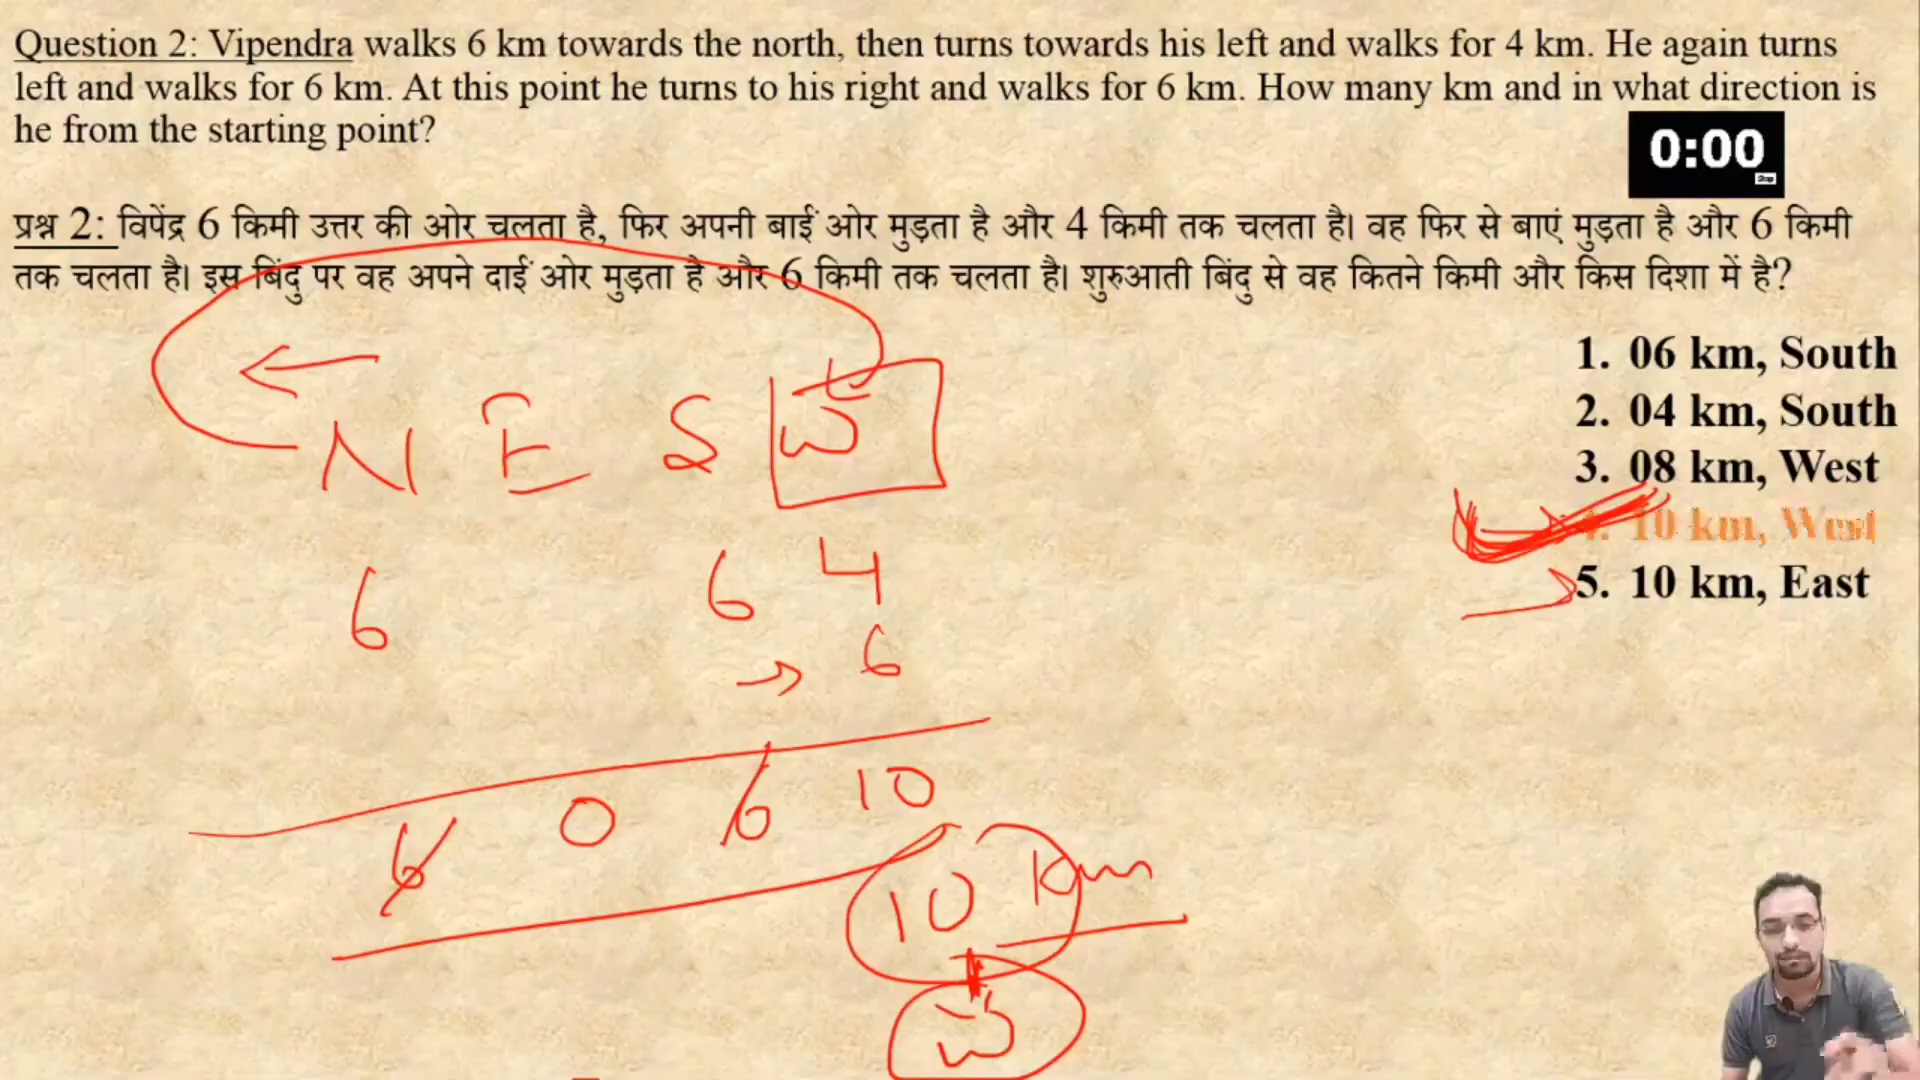 Question 2: Vipendra walks 6 km towards the north, then turns towards his left and walks for 4 km. He again turns
left and walks for 6 km. At this point he turns to his right and walks for 6 km. How many km and in what direction is
he from the starting point?
0:00
प्रश्न 2: विपेंद्र 6 किमी उत्तर की ओर चलता है, फिर अपनी बाईं ओर मुड़ता है और 4 किमी तक चलता है। वह फिर से बाएं मुड़ता है और 6 किमी
तक चलता है। इस बिंदु पर वह अपने दाईं ओर मुड़ता है और 6 किमी तक चलता है। शुरुआती बिंदु से वह कितने किमी और किस दिशा में है?
1. 06 km, South
2. 04 km, South
3. 08 km, West
4. 10 km, West
5. 10 km, East
N E S W
6 6 4
6
6 0 6 10
10 Km
W